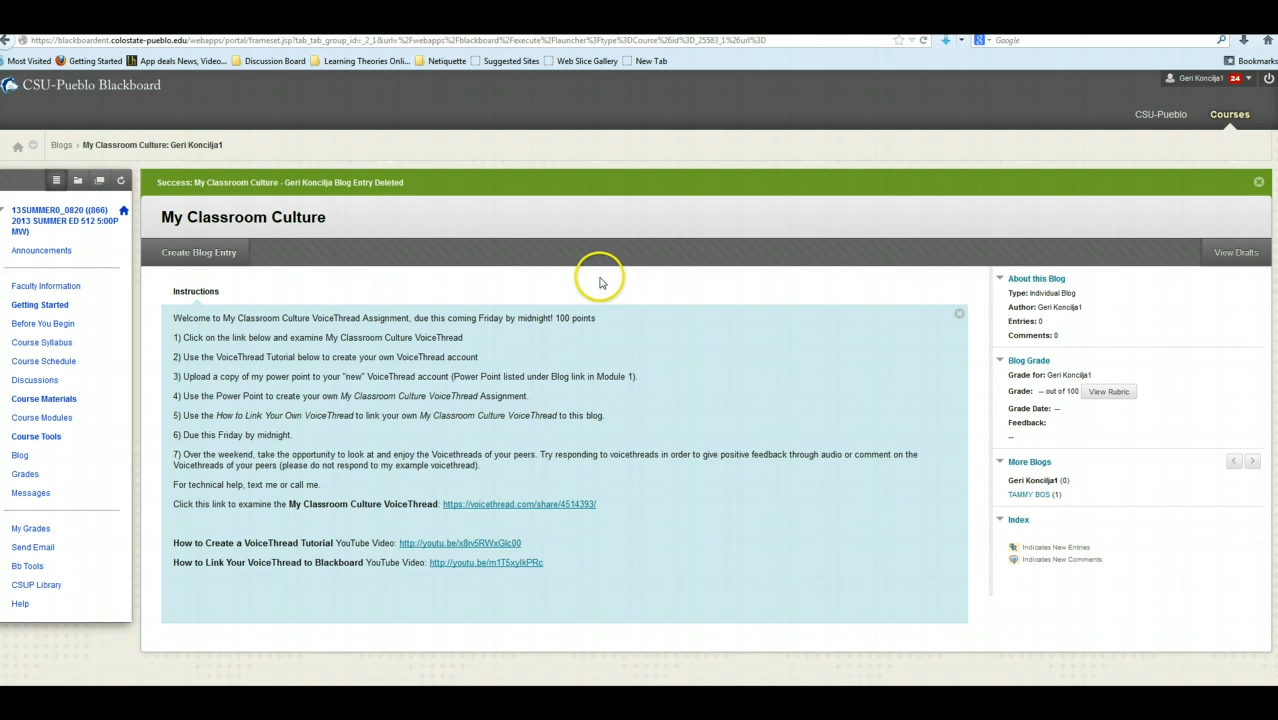 https://blackboardent.colostate-pueblo.edu/webapps/portal/frameset.jsp?tab_tab_group_id=_2_1&url=%2Fwebapps%2Fblackboard%2Fexecute%2Flauncher%3Ftype%3DCourse%26id%3D_25583_1%26url%3D
Google
Most Visited Getting Started App deals News, Video... Discussion Board Learning Theories Onli... Netiquette Suggested Sites Web Slice Gallery New Tab Bookmarks
CSU-Pueblo Blackboard
Geri Koncilja1 24
CSU-Pueblo Courses
Blogs > My Classroom Culture: Geri Koncilja1
Success: My Classroom Culture - Geri Koncilja Blog Entry Deleted
13SUMMER0_0820 ((866)
2013 SUMMER ED 512 5:00P
MW)
Announcements
Faculty Information
Getting Started
Before You Begin
Course Syllabus
Course Schedule
Discussions
Course Materials
Course Modules
Course Tools
Blog
Grades
Messages
My Grades
Send Email
Bb Tools
CSUP Library
Help
My Classroom Culture
Create Blog Entry
View Drafts
Instructions
Welcome to My Classroom Culture VoiceThread Assignment, due this coming Friday by midnight! 100 points
1) Click on the link below and examine My Classroom Culture VoiceThread
2) Use the VoiceThread Tutorial below to create your own VoiceThread account
3) Upload a copy of my power point to your "new" VoiceThread account (Power Point listed under Blog link in Module 1).
4) Use the Power Point to create your own My Classroom Culture VoiceThread Assignment.
5) Use the How to Link Your Own VoiceThread to link your own My Classroom Culture VoiceThread to this blog.
6) Due this Friday by midnight.
7) Over the weekend, take the opportunity to look at and enjoy the Voicethreads of your peers. Try responding to voicethreads in order to give positive feedback through audio or comment on the
Voicethreads of your peers (please do not respond to my example voicethread).
For technical help, text me or call me.
Click this link to examine the My Classroom Culture VoiceThread: https://voicethread.com/share/4514393/
How to Create a VoiceThread Tutorial YouTube Video: http://youtu.be/x8rv5RWxGlc00
How to Link Your VoiceThread to Blackboard YouTube Video: http://youtu.be/m1T5xylkPRc
About this Blog
Type: Individual Blog
Author: Geri Koncilja1
Entries: 0
Comments: 0
Blog Grade
Grade for: Geri Koncilja1
Grade: -- out of 100 View Rubric
Grade Date: --
Feedback:
--
More Blogs
Geri Koncilja1 (0)
TAMMY BOS (1)
Index
Indicates New Entries
Indicates New Comments